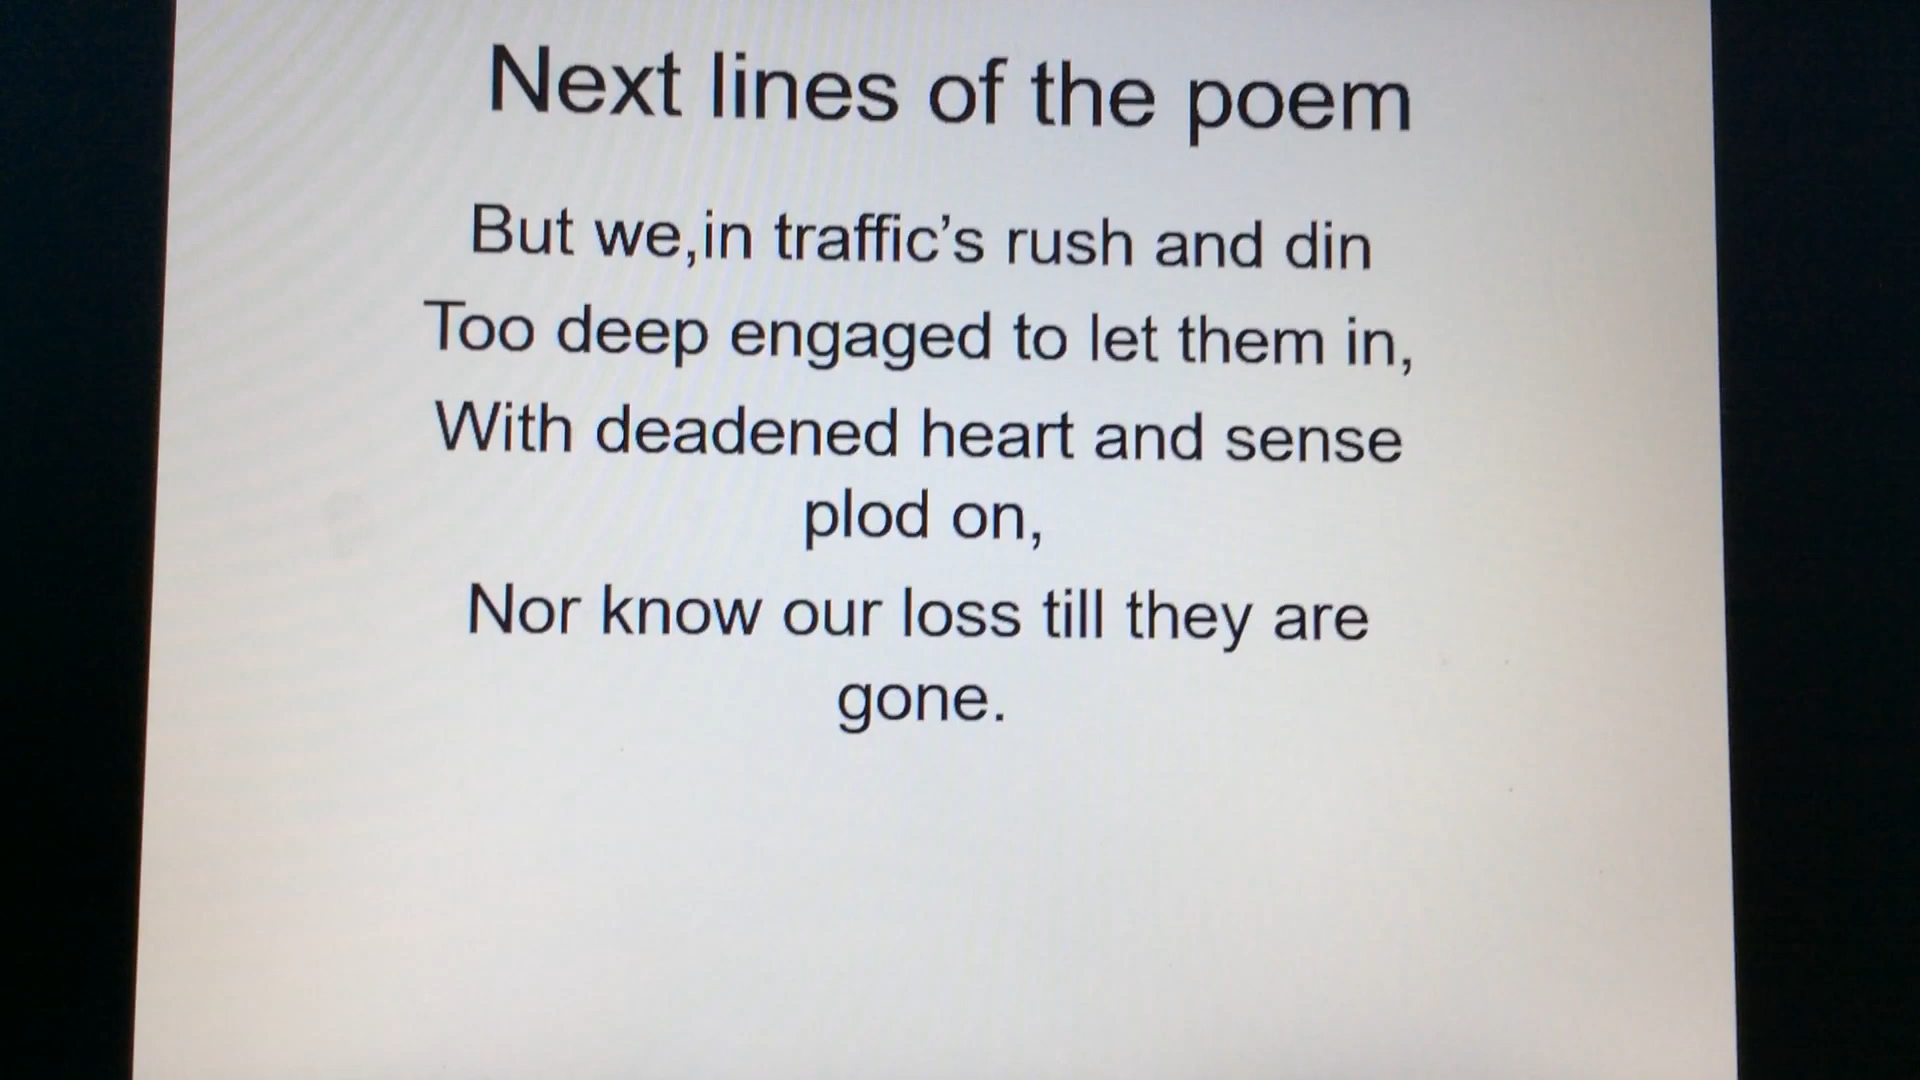 Next lines of the poem
But we,in traffic’s rush and din
Too deep engaged to let them in,
With deadened heart and sense
plod on,
Nor know our loss till they are
gone.